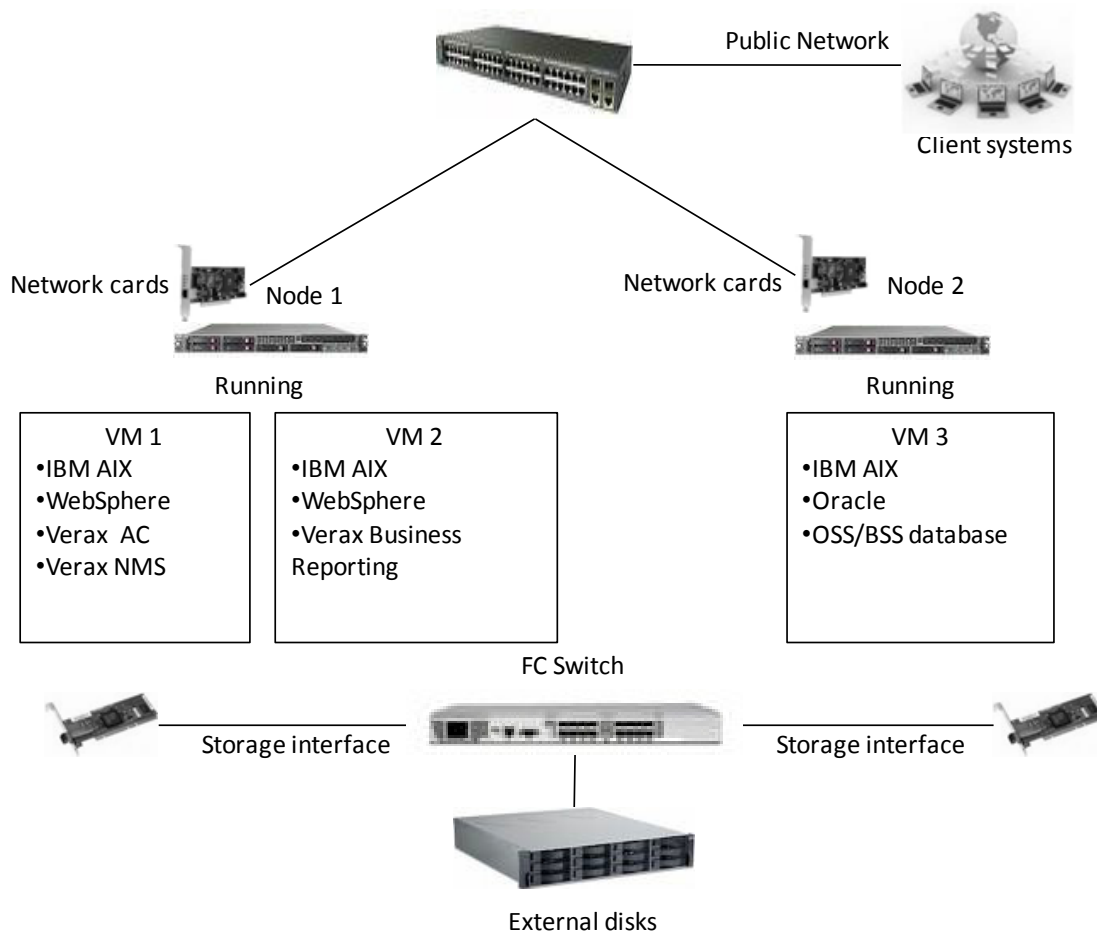 Public Network
Client systems
Network cards
Node 1
Network cards
Node 2
Running
Running
VM 1
•IBM AIX
•WebSphere
•Verax AC
•Verax NMS
VM 2
•IBM AIX
•WebSphere
•Verax Business
Reporting
VM 3
•IBM AIX
•Oracle
•OSS/BSS database
FC Switch
Storage interface
Storage interface
External disks